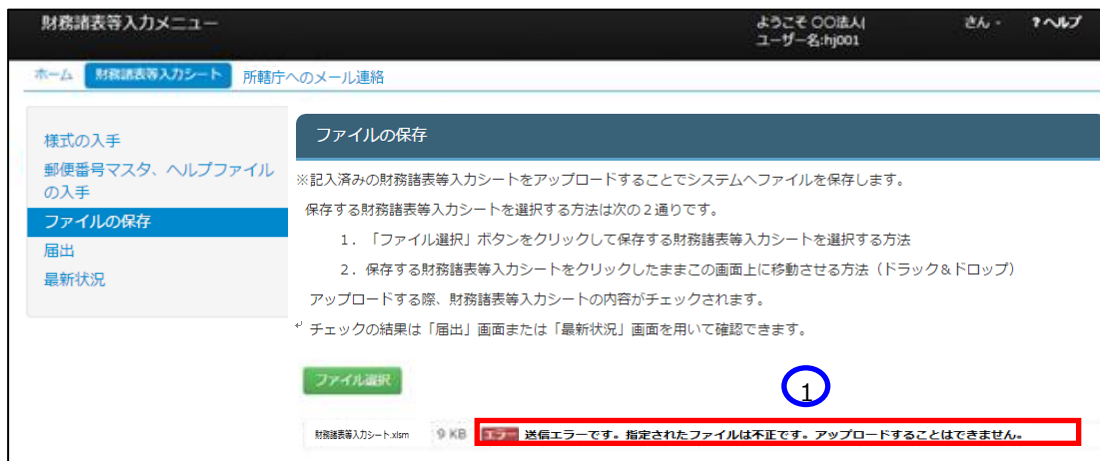 財務諸表等入力メニュー
ようこそ 〇〇法人(
さん -
?ヘルプ
ユーザー名:hj001
ホーム
財務諸表等入力シート
所轄庁へのメール連絡
様式の入手
郵便番号マスタ、ヘルプファイル
の入手
ファイルの保存
届出
最新状況
ファイルの保存
※記入済みの財務諸表等入力シートをアップロードすることでシステムへファイルを保存します。
保存する財務諸表等入力シートを選択する方法は次の2通りです。
1. 「ファイル選択」ボタンをクリックして保存する財務諸表等入力シートを選択する方法
2. 保存する財務諸表等入力シートをクリックしたままこの画面上に移動させる方法(ドラック&ドロップ)
アップロードする際、財務諸表等入力シートの内容がチェックされます。
チェックの結果は「届出」画面または「最新状況」画面を用いて確認できます。
ファイル選択
1
財務諸表等入力シート.xlsm
9 KB
エラー 送信エラーです。指定されたファイルは不正です。アップロードすることはできません。